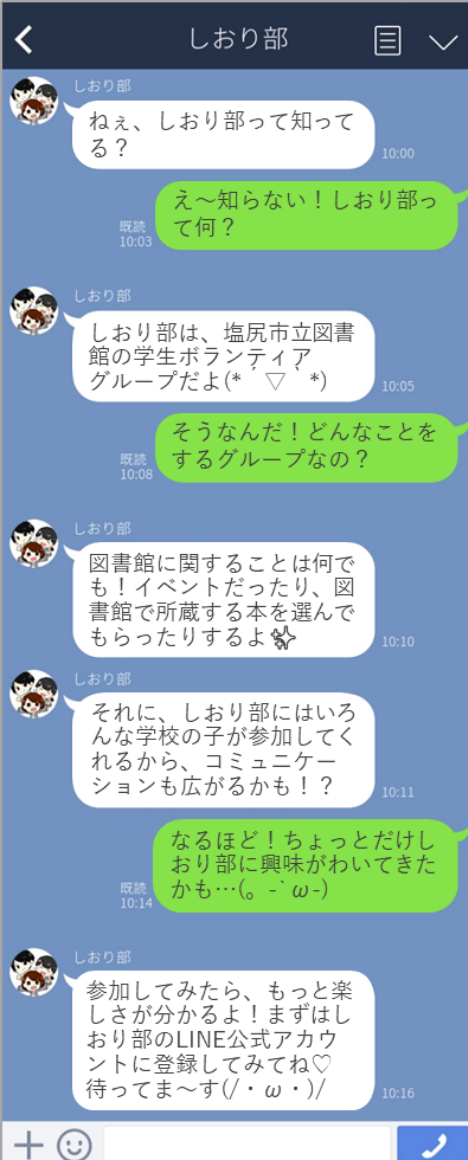 しおり部
しおり部
ねぇ、しおり部って知って
る？
10:00
え～知らない！しおり部っ
て何？
既読
10:03
しおり部
しおり部は、塩尻市立図書
館の学生ボランティア
グループだよ(*´▽｀*)
10:05
そうなんだ！どんなことを
するグループなの？
既読
10:08
しおり部
図書館に関することは何で
も！イベントだったり、図
書館で所蔵する本を選んで
もらったりするよ✨
10:10
しおり部
それに、しおり部にはいろ
んな学校の子が参加してく
れるから、コミュニケー
ションも広がるかも！？
10:11
なるほど！ちょっとだけし
おり部に興味がわいてきた
かも…(。-`ω-)
既読
10:14
しおり部
参加してみたら、もっと楽
しさが分かるよ！まずはし
おり部のLINE公式アカウ
ントに登録してみてね♡
待ってま～す(/・ω・)/
10:16